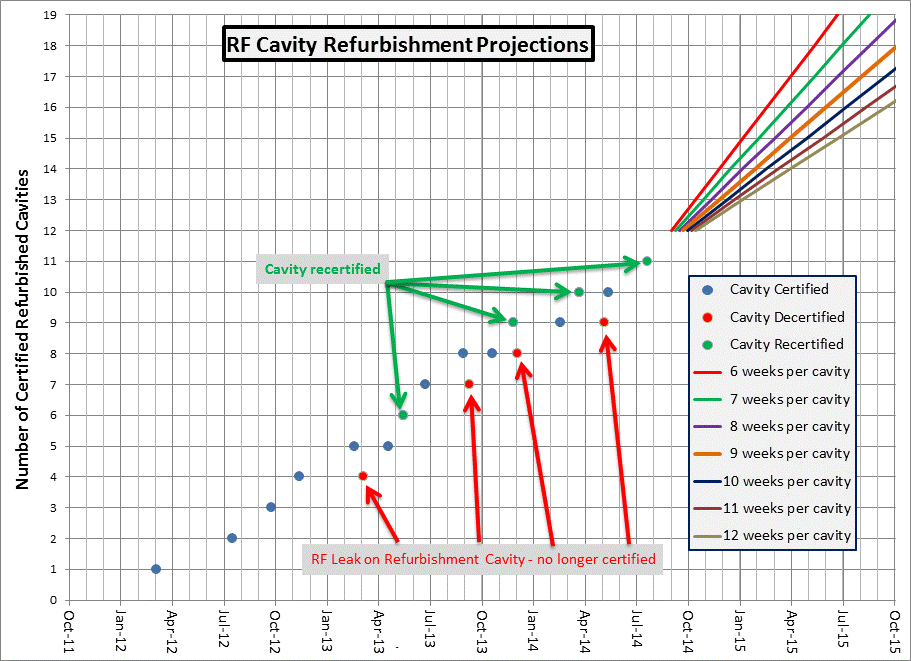 RF Cavity Refurbishment Projections
Number of Certified Refurbished Cavities
19
18
17
16
15
14
13
12
11
10
9
8
7
6
5
4
3
2
1
0
Cavity recertified
RF Leak on Refurbishment Cavity - no longer certified
Cavity Certified
Cavity Decertified
Cavity Recertified
6 weeks per cavity
7 weeks per cavity
8 weeks per cavity
9 weeks per cavity
10 weeks per cavity
11 weeks per cavity
12 weeks per cavity
Oct-11
Jan-12
Apr-12
Jul-12
Oct-12
Jan-13
Apr-13
Jul-13
Oct-13
Jan-14
Apr-14
Jul-14
Oct-14
Jan-15
Apr-15
Jul-15
Oct-15